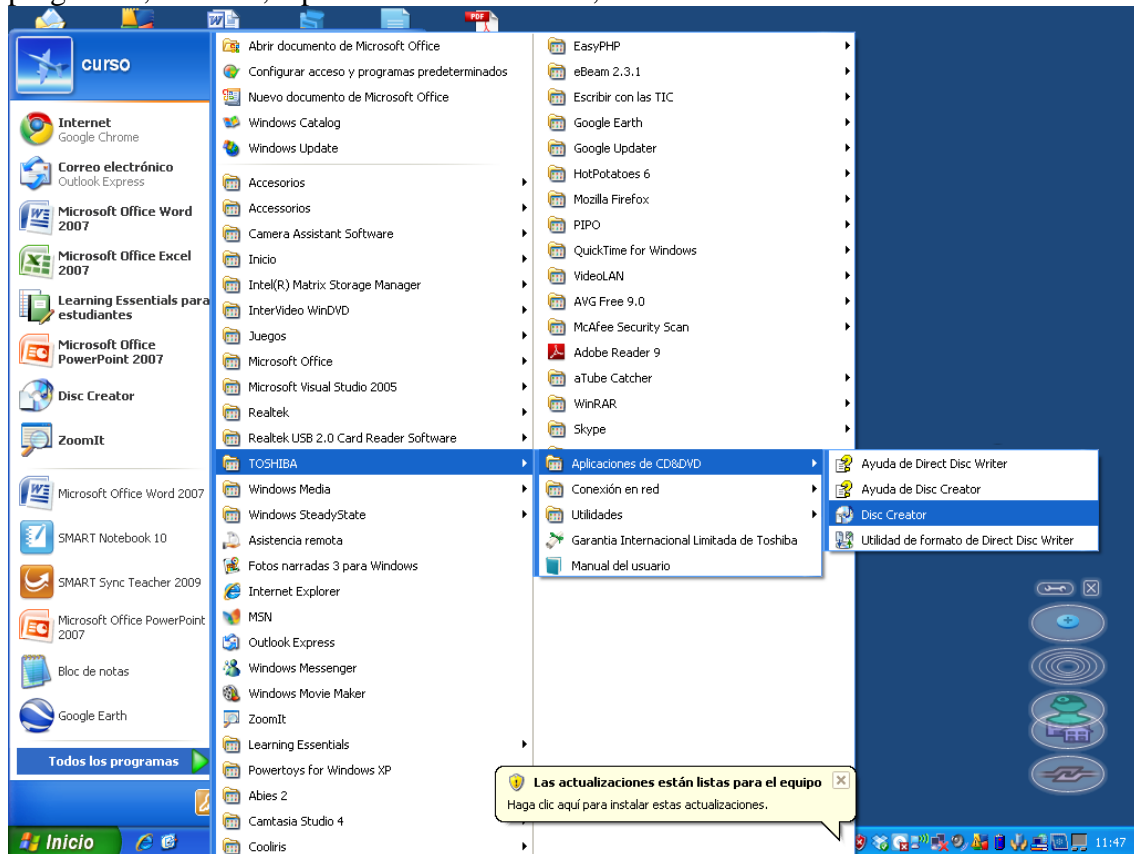 PDF
curso
Internet
Google Chrome
Correo electrónico
Outlook Express
Microsoft Office Word
2007
Microsoft Office Excel
2007
Learning Essentials para
estudiantes
Microsoft Office
PowerPoint 2007
Disc Creator
ZoomIt
Microsoft Office Word 2007
SMART Notebook 10
SMART Sync Teacher 2009
Microsoft Office PowerPoint
2007
Bloc de notas
Google Earth
Todos los programas
Inicio
Abrir documento de Microsoft Office
Configurar acceso y programas predeterminados
Nuevo documento de Microsoft Office
Windows Catalog
Windows Update
Accesorios
Accessorios
Camera Assistant Software
Inicio
Intel(R) Matrix Storage Manager
InterVideo WinDVD
Juegos
Microsoft Office
Microsoft Visual Studio 2005
Realtek
Realtek USB 2.0 Card Reader Software
TOSHIBA
Windows Media
Windows SteadyState
Asistencia remota
Fotos narradas 3 para Windows
Internet Explorer
MSN
Outlook Express
Windows Messenger
Windows Movie Maker
ZoomIt
Learning Essentials
Powertoys for Windows XP
Abies 2
Camtasia Studio 4
Cooliris
EasyPHP
eBeam 2.3.1
Escribir con las TIC
Google Earth
Google Updater
HotPotatoes 6
Mozilla Firefox
PIPO
QuickTime for Windows
VideoLAN
AVG Free 9.0
McAfee Security Scan
Adobe Reader 9
aTube Catcher
WinRAR
Skype
Aplicaciones de CD&DVD
Conexión en red
Utilidades
Garantia Internacional Limitada de Toshiba
Manual del usuario
Ayuda de Direct Disc Writer
Ayuda de Disc Creator
Disc Creator
Utilidad de formato de Direct Disc Writer
Las actualizaciones están listas para el equipo
Haga clic aquí para instalar estas actualizaciones.
11:47